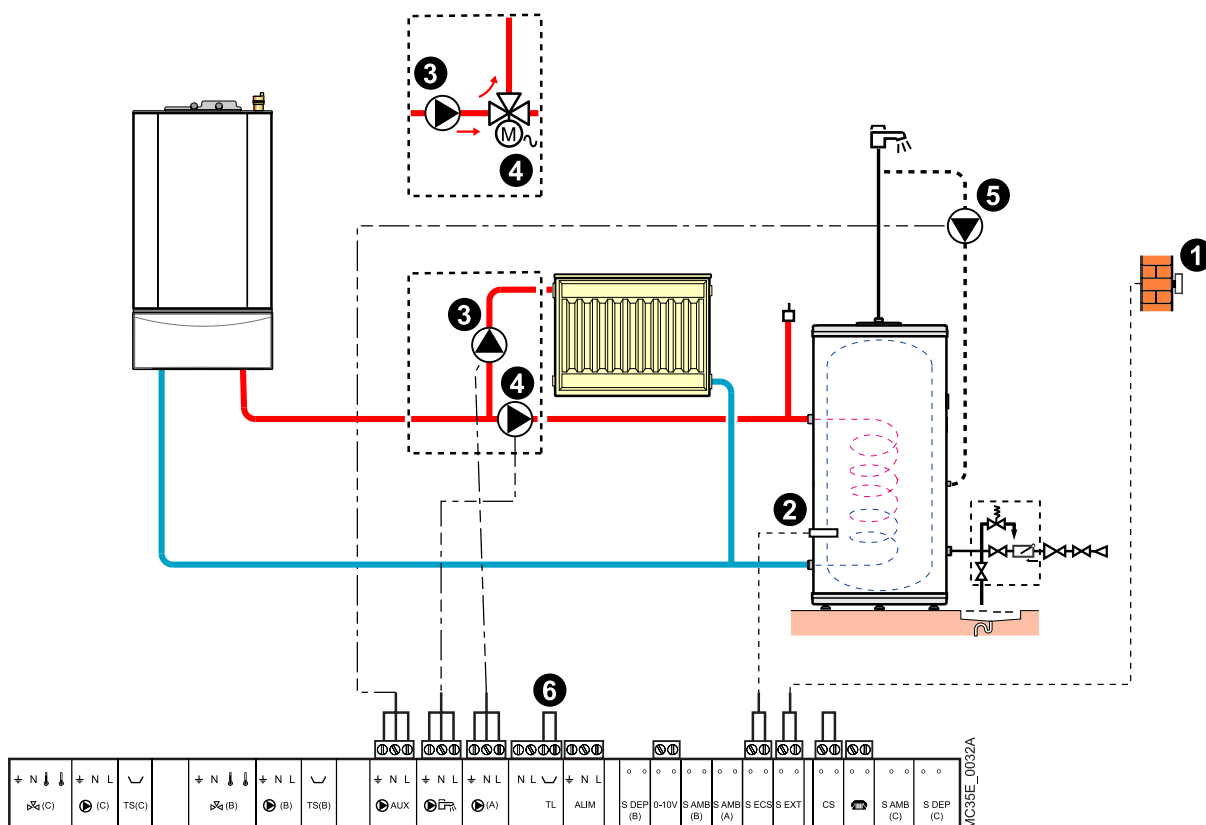 3
M
4
5
1
3
4
2
6
N (C)
N L (C)
TS(C)
N (B)
N L (B)
TS(B)
N L AUX
N L
N L (A)
N L TL
N L ALIM
S DEP (B)
0-10V
S AMB (B)
S AMB (A)
S ECS
S EXT
CS
S AMB (C)
S DEP (C)
MC35E_0032A